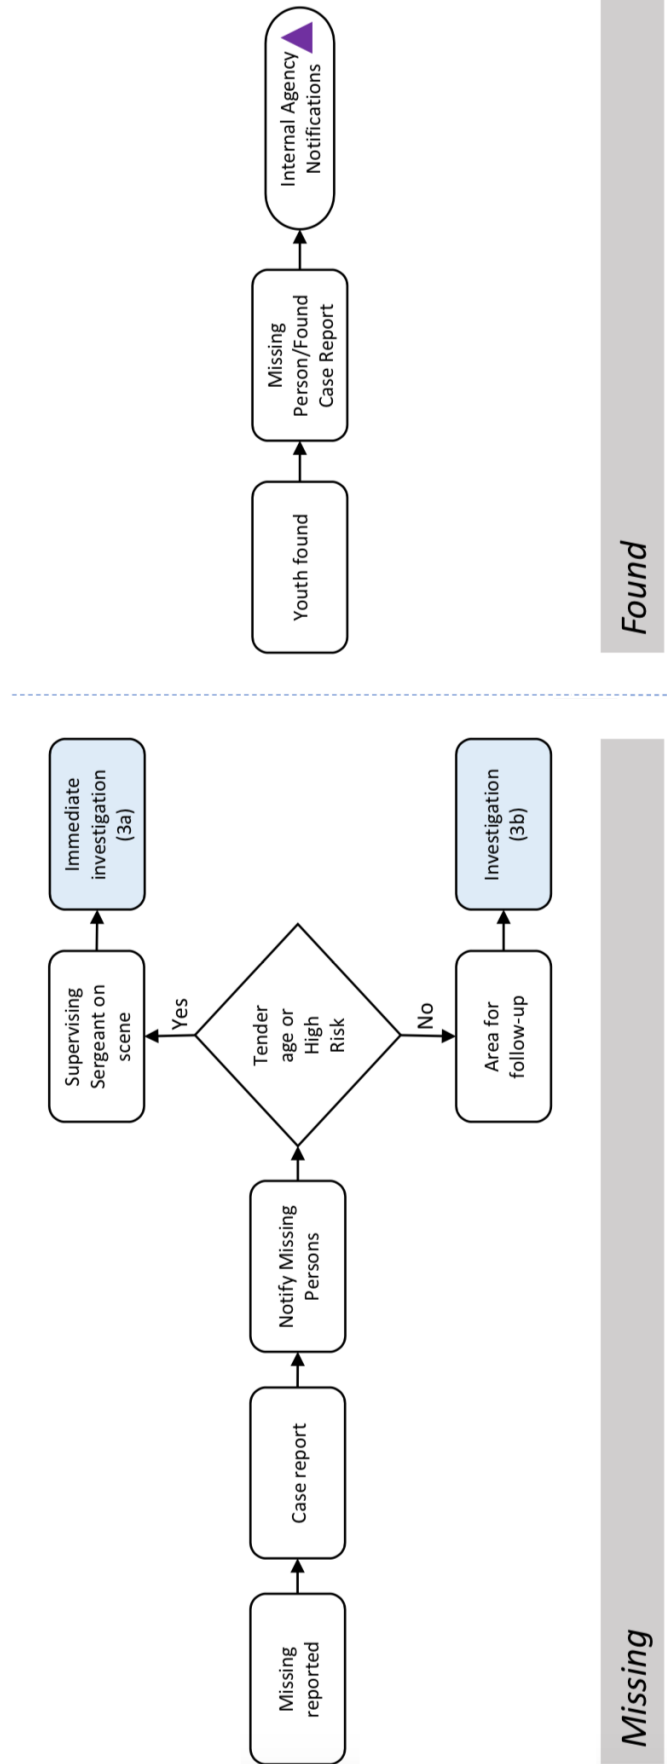 Missing
reported
Case report
Notify Missing
Persons
Tender
age or
High
Risk
Yes
Supervising
Sergeant on
scene
Immediate
investigation
(3a)
No
Area for
follow-up
Investigation
(3b)
Missing
Youth found
Missing
Person/Found
Case Report
Internal Agency
Notifications
Found